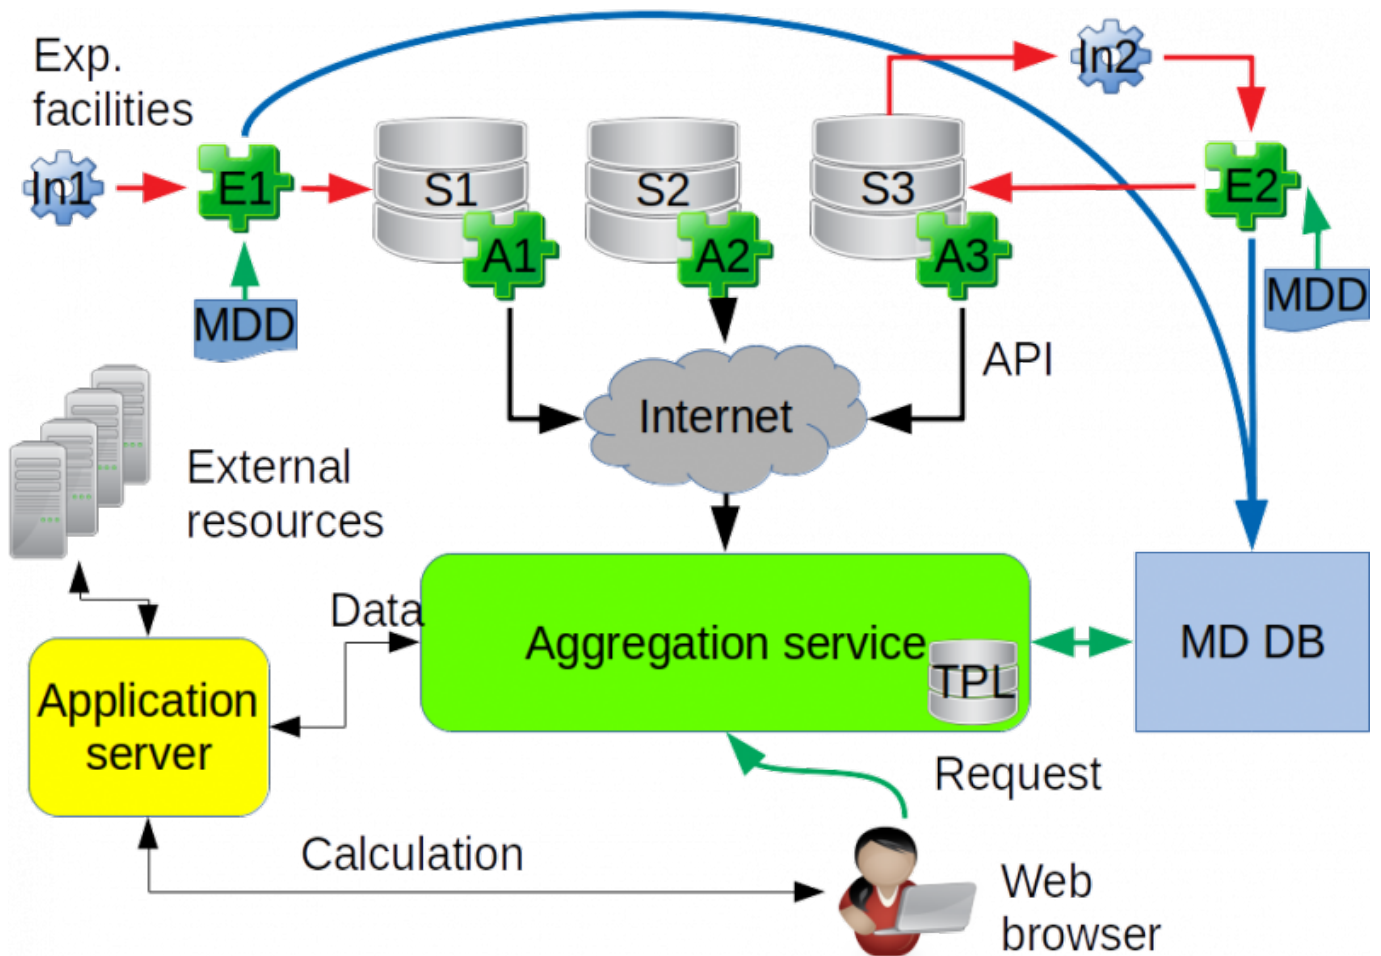 Exp.
facilities
In1
E1
S1
S2
S3
In2
E2
A1
A2
A3
MDD
MDD
API
Internet
External
resources
Data
Aggregation service
TPL
MD DB
Application
server
Request
Calculation
Web
browser